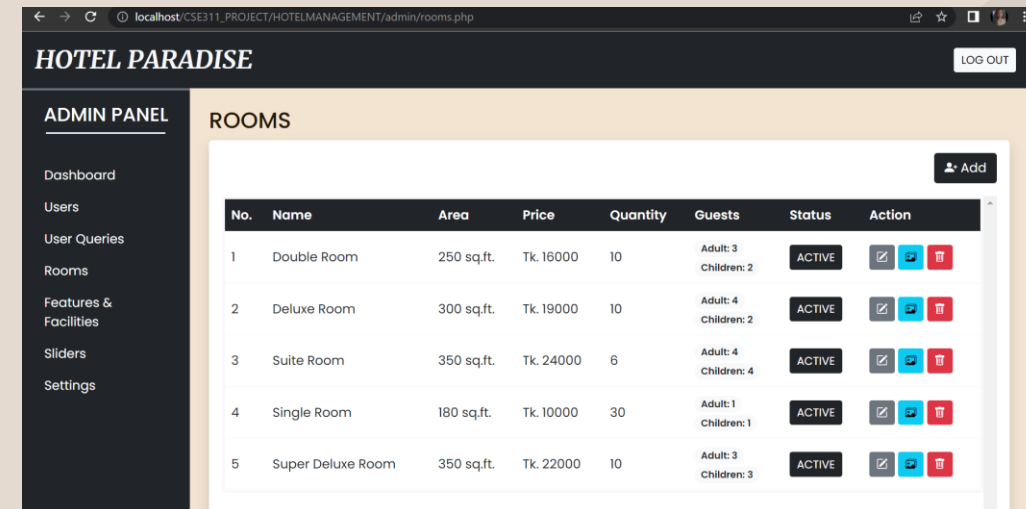 localhost/CSE311_PROJECT/HOTELMANAGEMENT/admin/rooms.php
HOTEL PARADISE
LOG OUT
ADMIN PANEL
Dashboard
Users
User Queries
Rooms
Features &
Facilities
Sliders
Settings
ROOMS
Add
No. Name Area Price Quantity Guests Status Action
1 Double Room 250 sq.ft. Tk. 16000 10 Adult: 3 ACTIVE
Children: 2
2 Deluxe Room 300 sq.ft. Tk. 19000 10 Adult: 4 ACTIVE
Children: 2
3 Suite Room 350 sq.ft. Tk. 24000 6 Adult: 4 ACTIVE
Children: 4
4 Single Room 180 sq.ft. Tk. 10000 30 Adult: 1 ACTIVE
Children: 1
5 Super Deluxe Room 350 sq.ft. Tk. 22000 10 Adult: 3 ACTIVE
Children: 3